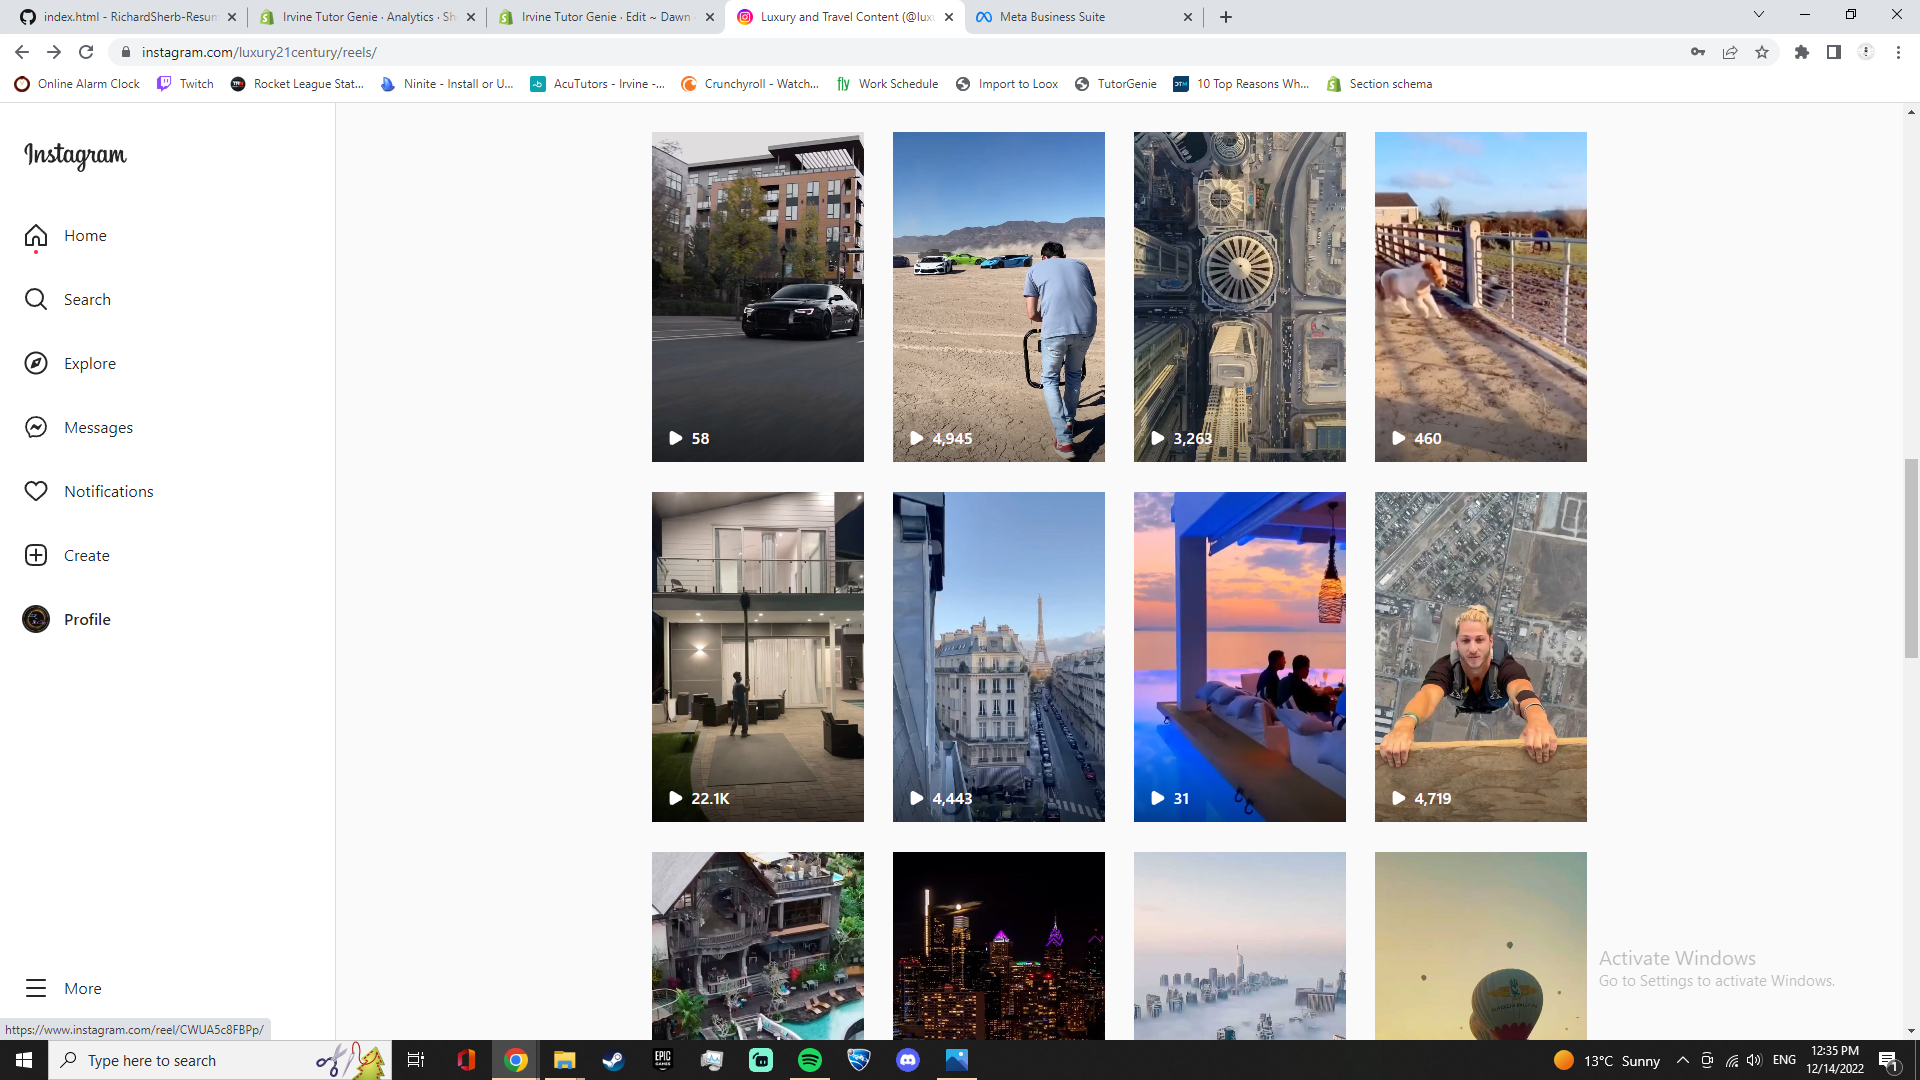 index.html - RichardSherb-Resum
Irvine Tutor Genie · Analytics · Sh
Irvine Tutor Genie · Edit ~ Dawn
Luxury and Travel Content (@lux
Meta Business Suite
instagram.com/luxury21century/reels/
Online Alarm Clock
Twitch
Rocket League Stat...
Ninite - Install or U...
AcuTutors - Irvine -...
Crunchyroll - Watch...
Work Schedule
Import to Loox
TutorGenie
10 Top Reasons Wh...
Section schema
Instagram
Home
Search
Explore
Messages
Notifications
Create
Profile
More
58
4,945
3,263
460
22.1K
4,443
31
4,719
Activate Windows
Go to Settings to activate Windows.
https://www.instagram.com/reel/CWUA5c8FBPp/
Type here to search
EPIC GAMES
13°C Sunny
ENG
12:35 PM
12/14/2022
1